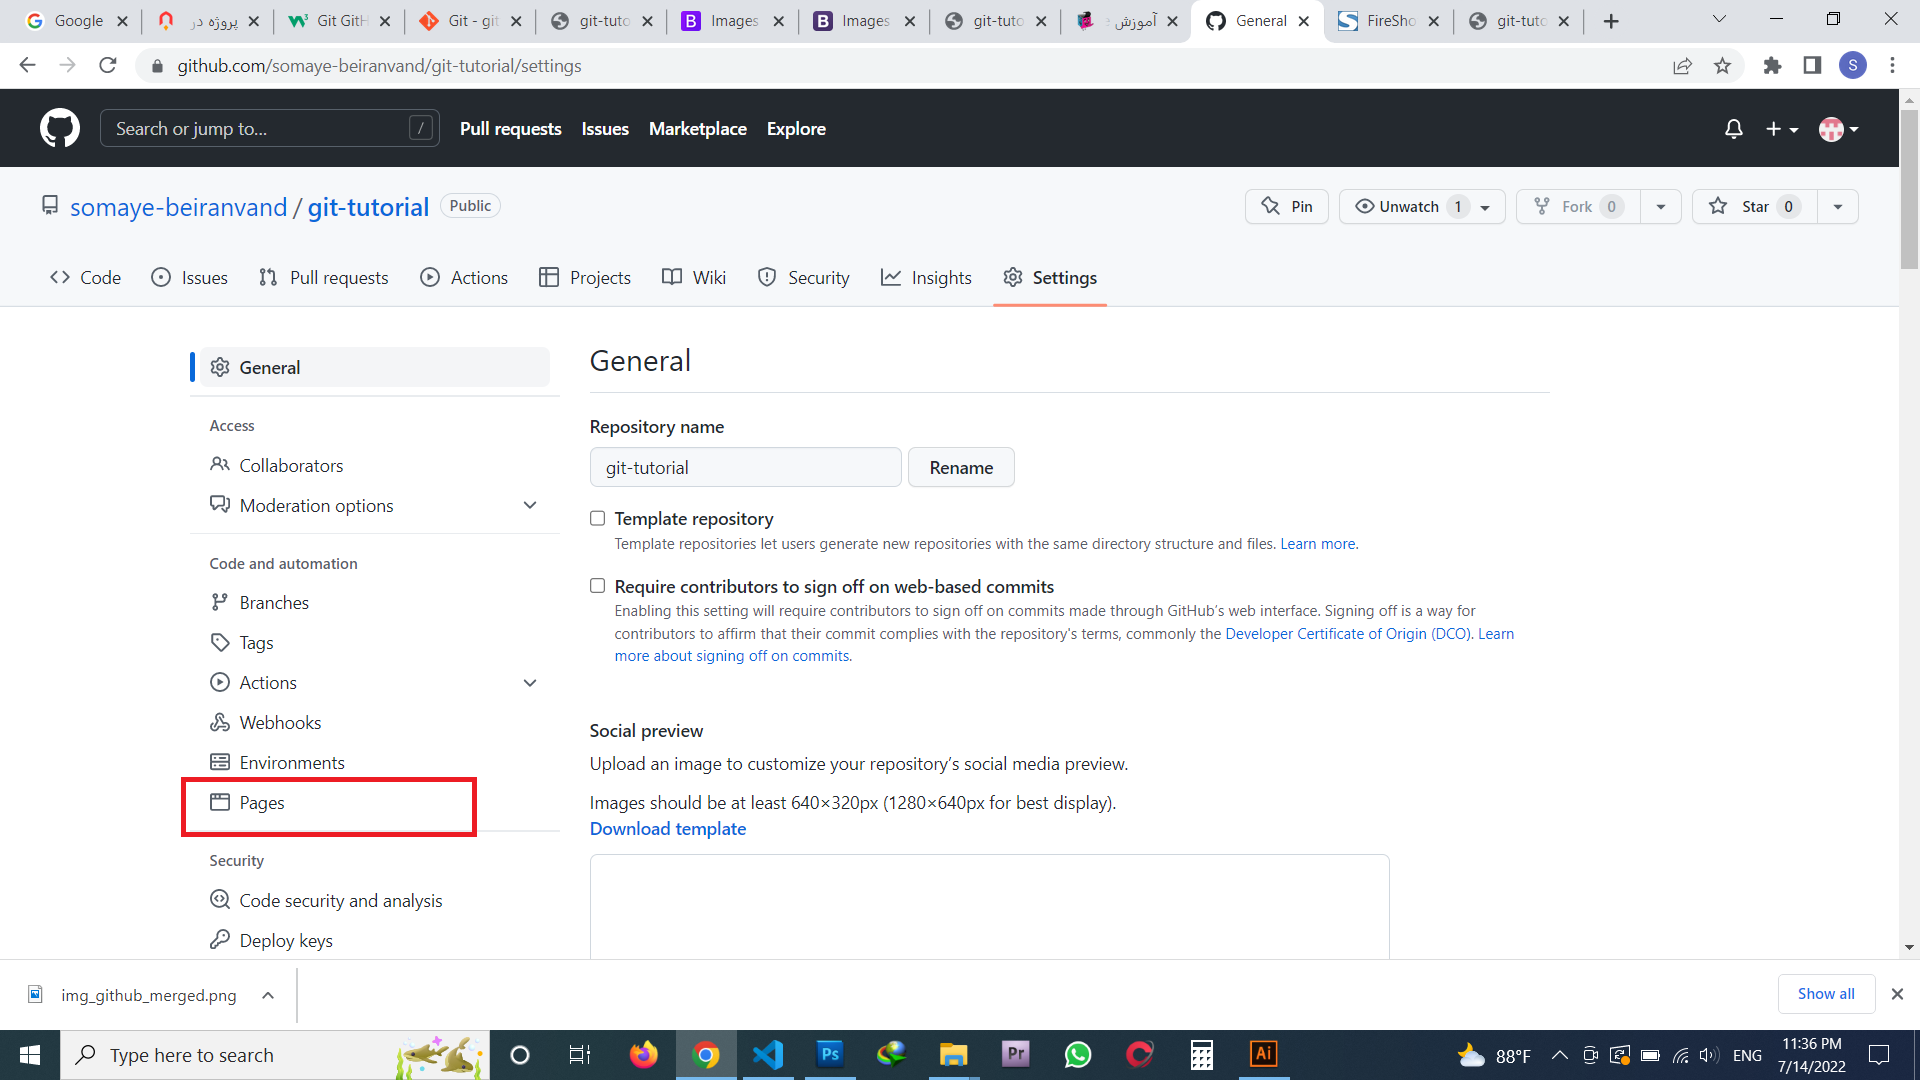 Google
پروژه در
Git GitH
Git - git
git-tuto
Images
Images
git-tuto
آموزش
General
FireSho
git-tuto
github.com/somaye-beiranvand/git-tutorial/settings
S
Search or jump to...
/
Pull requests
Issues
Marketplace
Explore
somaye-beiranvand / git-tutorial
Public
Pin
Unwatch 1
Fork 0
Star 0
Code
Issues
Pull requests
Actions
Projects
Wiki
Security
Insights
Settings
General
Access
Collaborators
Moderation options
Code and automation
Branches
Tags
Actions
Webhooks
Environments
Pages
Security
Code security and analysis
Deploy keys
General
Repository name
git-tutorial
Rename
Template repository
Template repositories let users generate new repositories with the same directory structure and files. Learn more.
Require contributors to sign off on web-based commits
Enabling this setting will require contributors to sign off on commits made through GitHub's web interface. Signing off is a way for
contributors to affirm that their commit complies with the repository's terms, commonly the Developer Certificate of Origin (DCO). Learn
more about signing off on commits.
Social preview
Upload an image to customize your repository's social media preview.
Images should be at least 640×320px (1280×640px for best display).
Download template
img_github_merged.png
Show all
Type here to search
Ps
Pr
Ai
88°F
ENG
11:36 PM
7/14/2022